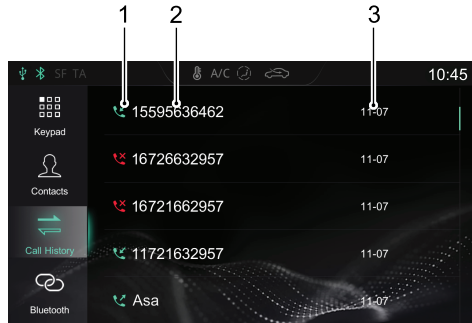 1 2 3
SF TA A/C 10:45
Keypad
Contacts
Call History
Bluetooth
15595636462 11-07
16726632957 11-07
16721662957 11-07
11721632957 11-07
Asa 11-07